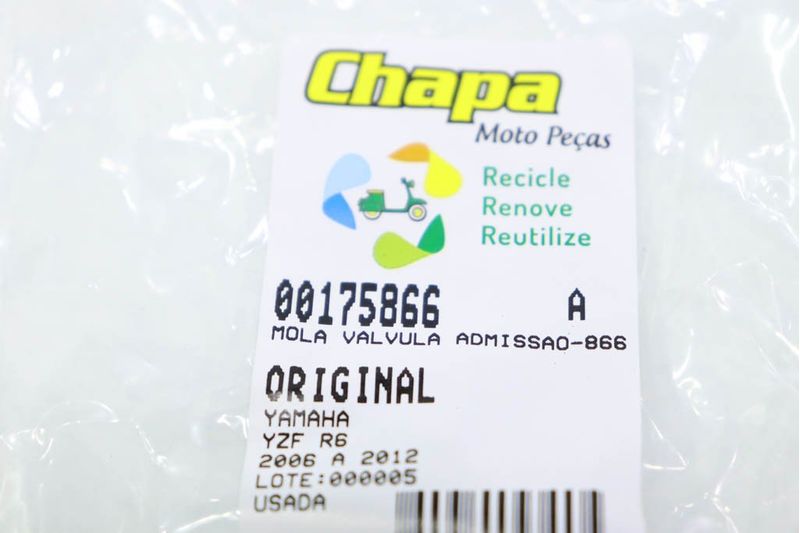 Chapa
Moto Peças
Recicle
Renove
Reutilize
00175866 A
MOLA VALVULA ADMISSAO-866
ORIGINAL
YAMAHA
YZF R6
2006 A 2012
LOTE:000005
USADA